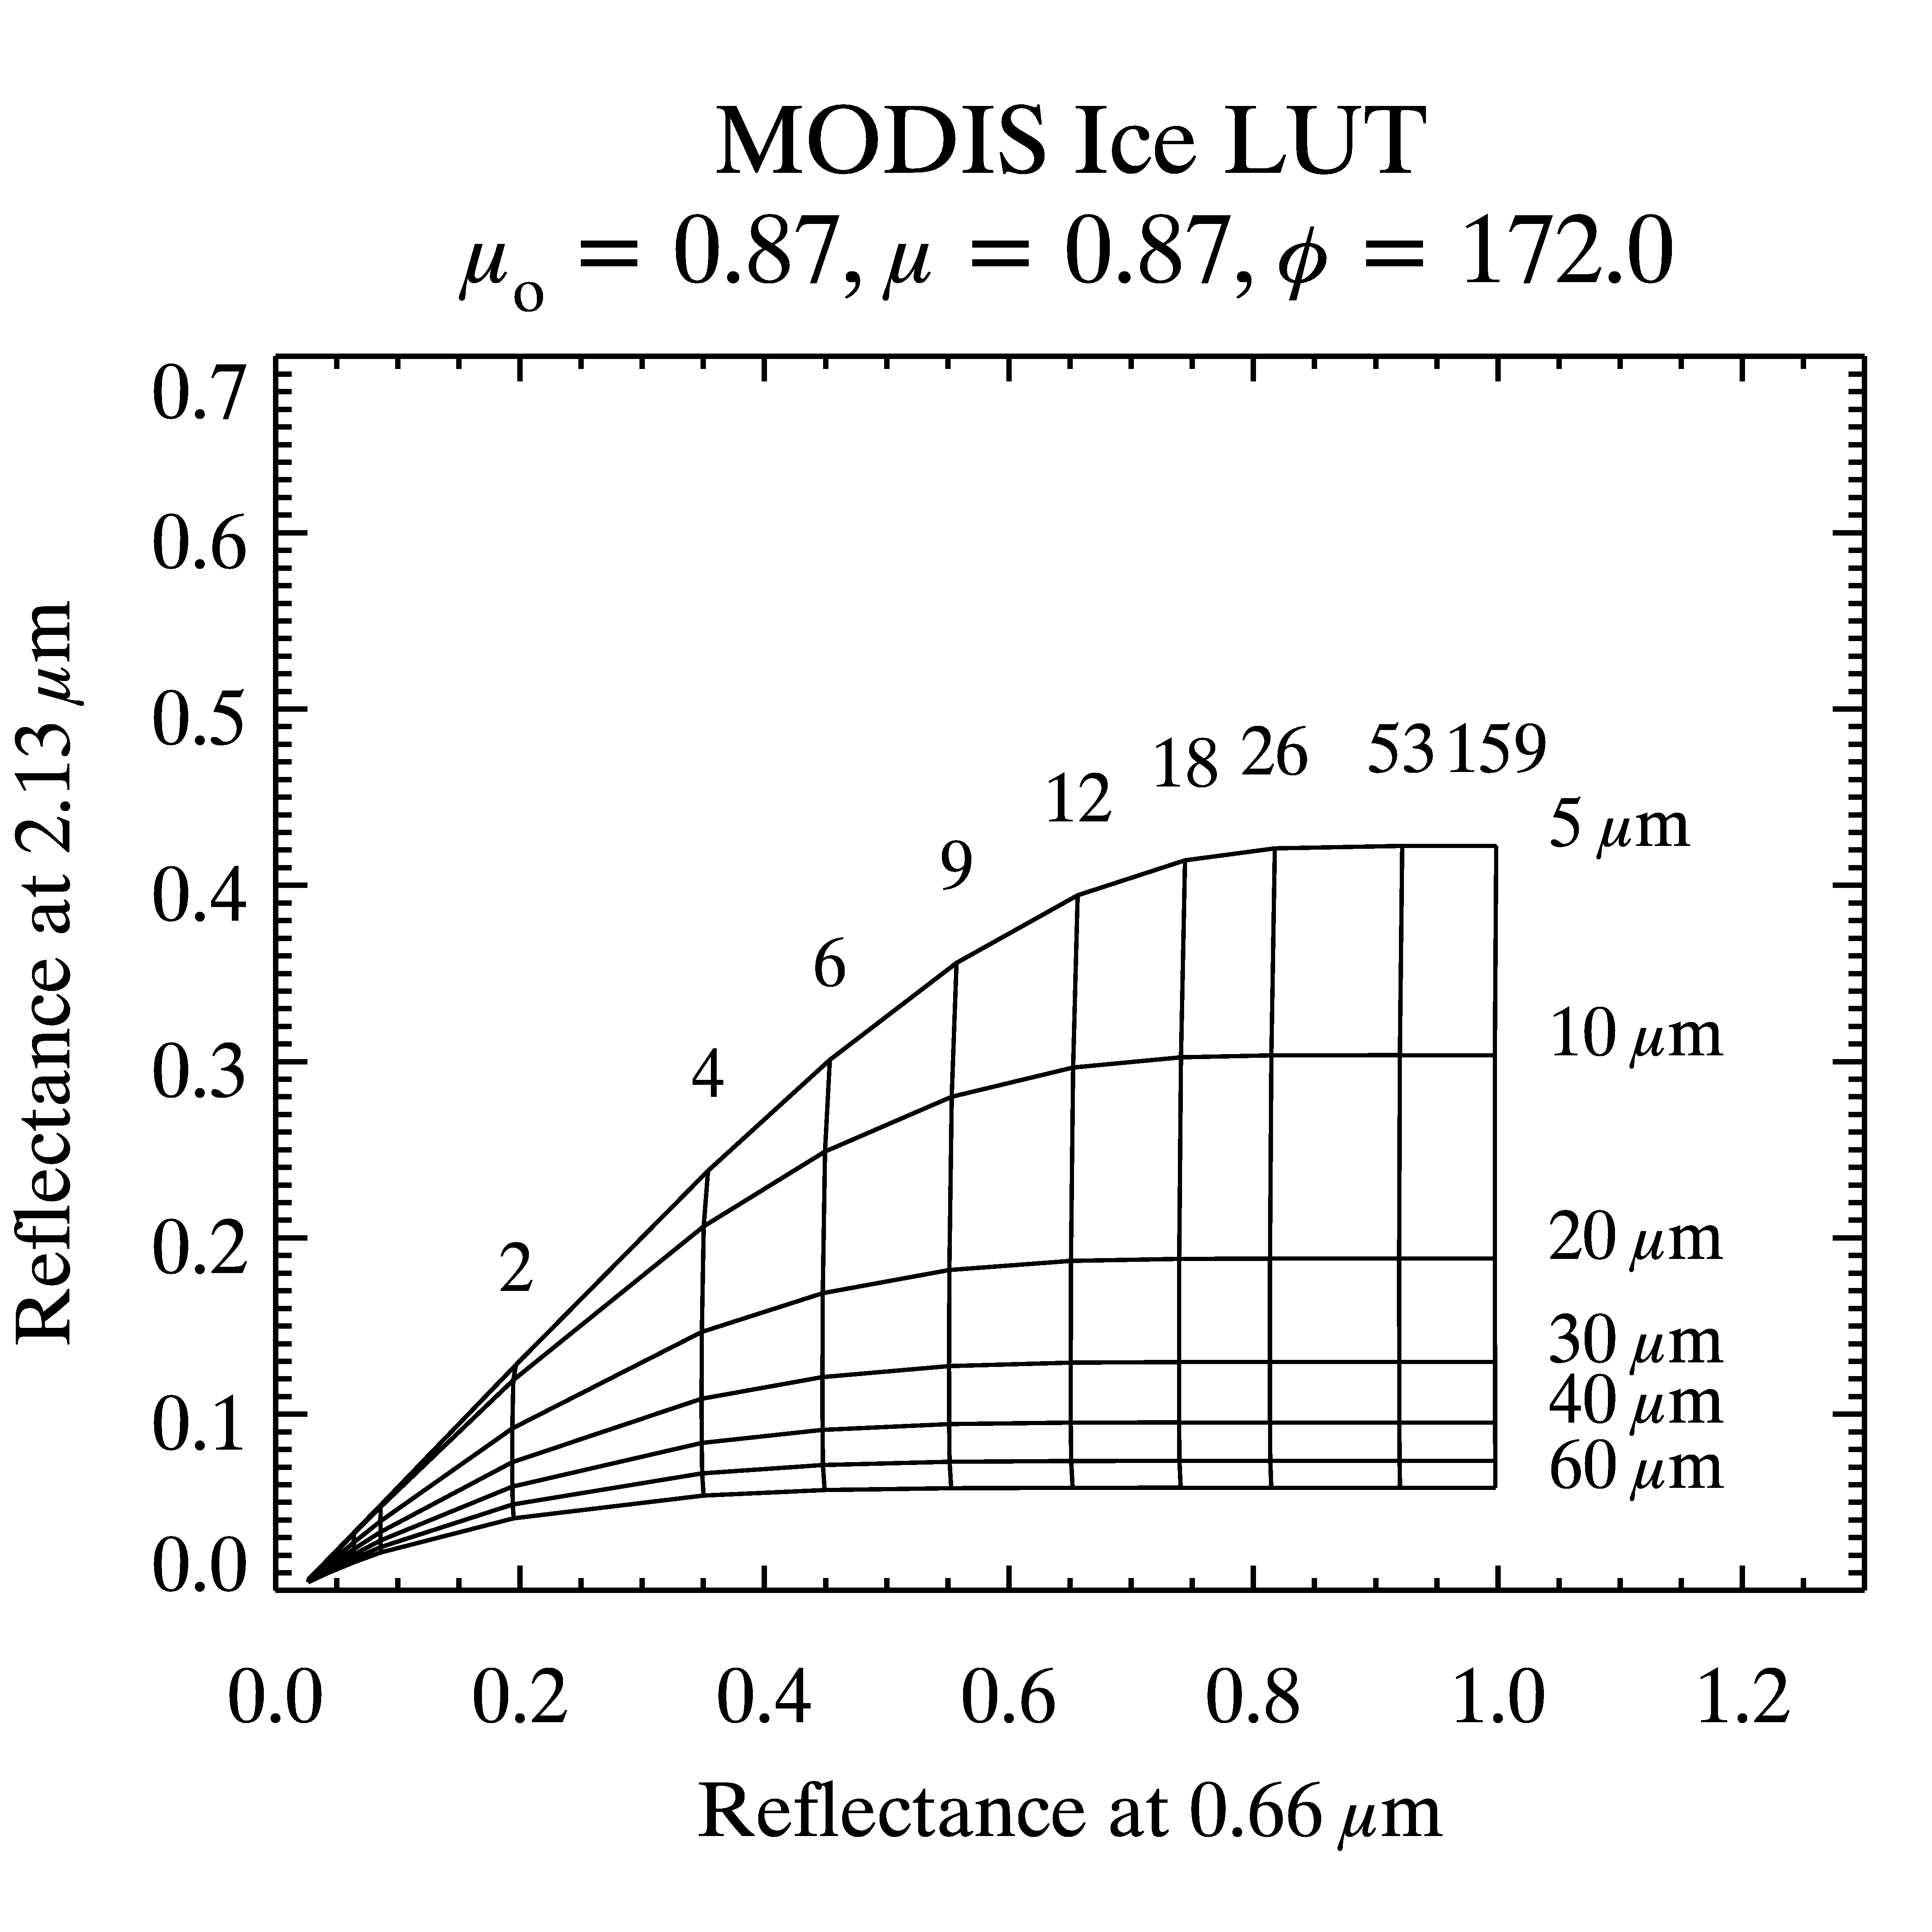 MODIS Ice LUT
μo = 0.87, μ = 0.87, ϕ = 172.0
Reflectance at 2.13 μm
0.7
0.6
0.5
0.4
0.3
0.2
0.1
0.0
2
4
6
9
12
18
26
53
159
5 μm
10 μm
20 μm
30 μm
40 μm
60 μm
0.0 0.2 0.4 0.6 0.8 1.0 1.2
Reflectance at 0.66 μm